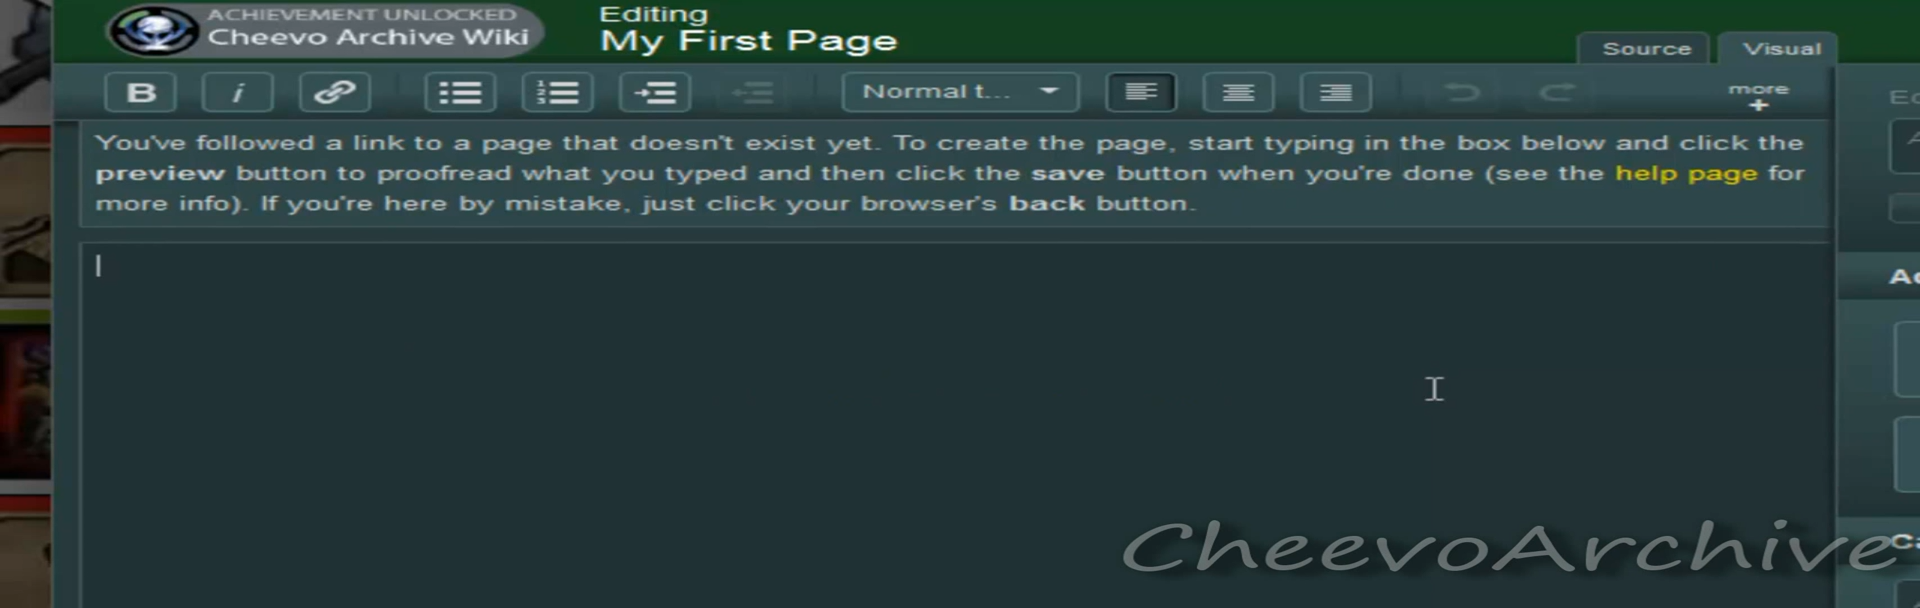 ACHIEVEMENT UNLOCKED
Cheevo Archive Wiki
Editing
My First Page
Source
Visual
B
i
Normal t...
more
+
You've followed a link to a page that doesn't exist yet. To create the page, start typing in the box below and click the
preview button to proofread what you typed and then click the save button when you're done (see the help page for
more info). If you're here by mistake, just click your browser's back button.
CheevoArchive